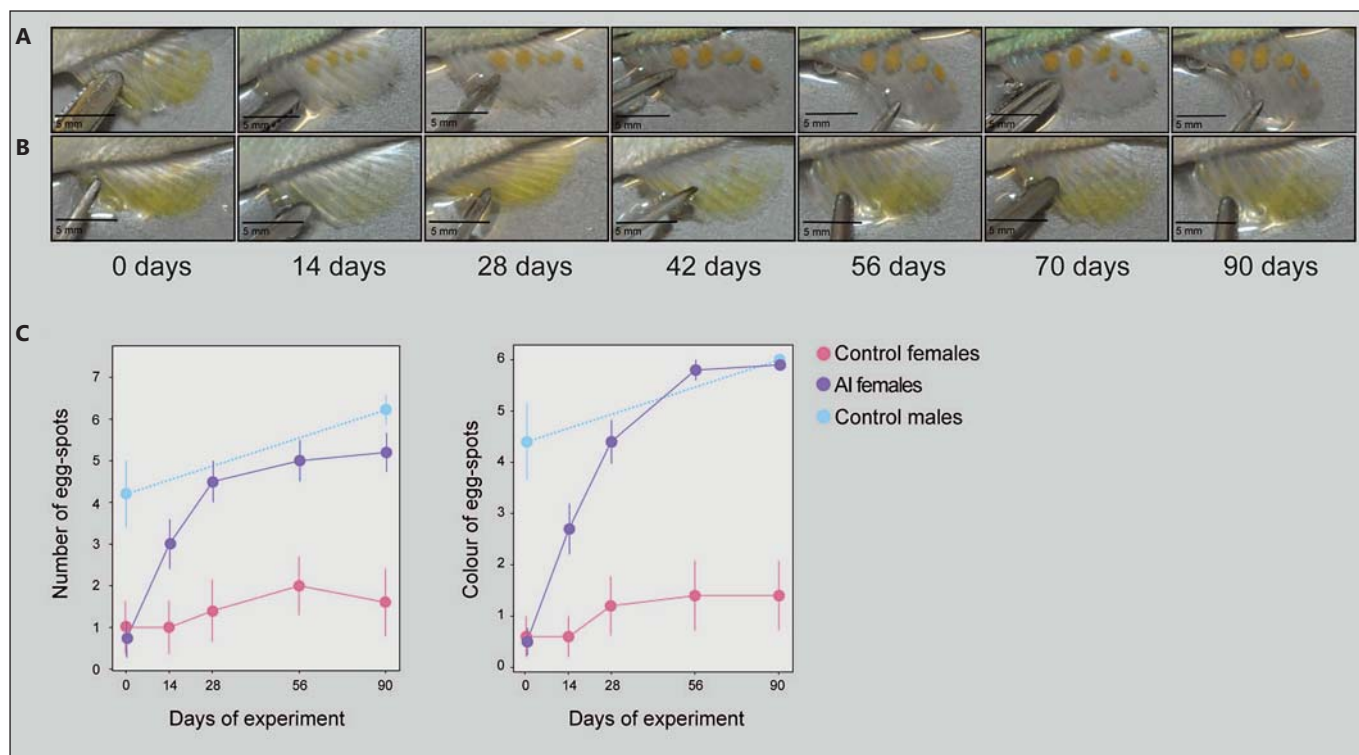 A
5 mm 5 mm 5 mm 5 mm 5 mm 5 mm 5 mm
B
5 mm 5 mm 5 mm 5 mm 5 mm 5 mm 5 mm
0 days 14 days 28 days 42 days 56 days 70 days 90 days
C
Number of egg-spots
7
6
5
4
3
2
1
0
0 14 28 56 90
Days of experiment
Colour of egg-spots
6
5
4
3
2
1
0
0 14 28 56 90
Days of experiment
Control females
AI females
Control males